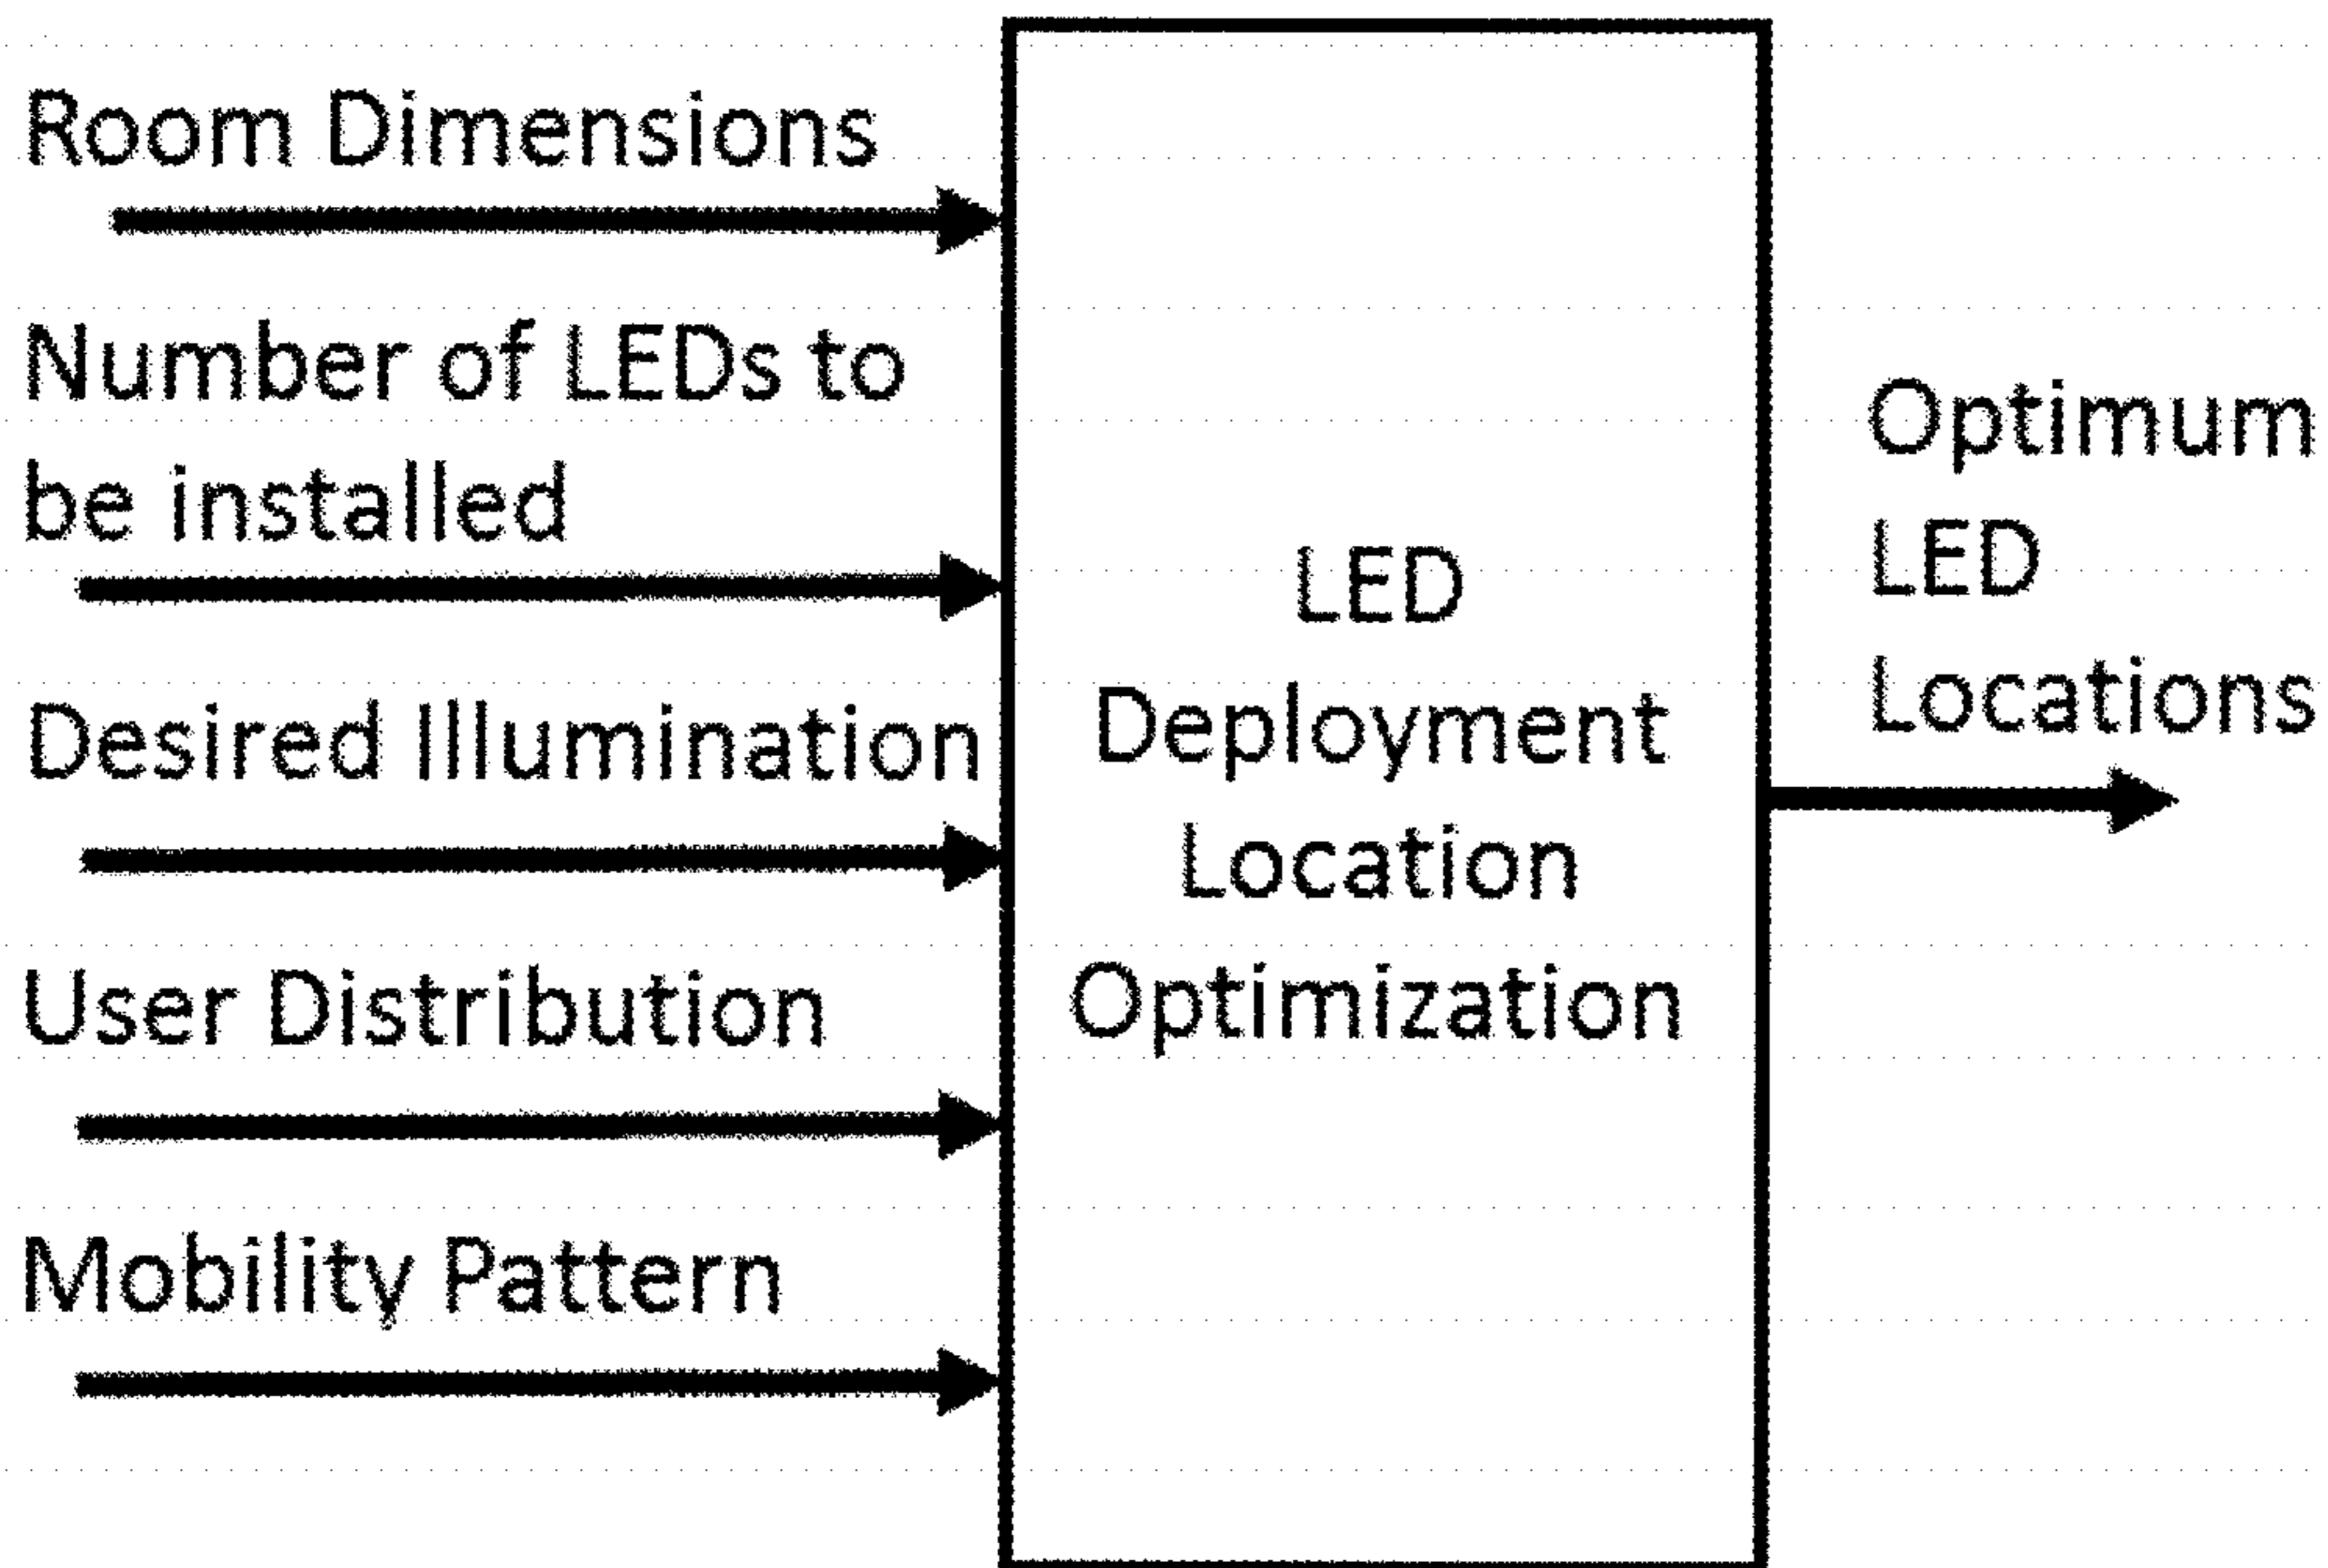 Room Dimensions
Number of LEDs to
be installed
Desired Illumination
User Distribution
Mobility Pattern
LED
Deployment
Location
Optimization
Optimum
LED
Locations